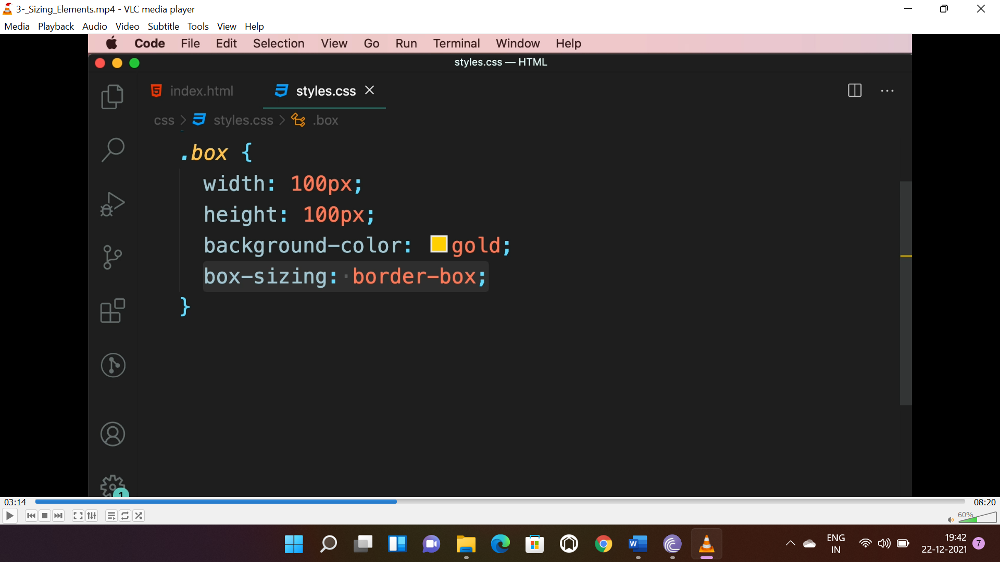 3-_Sizing_Elements.mp4 - VLC media player
Media Playback Audio Video Subtitle Tools View Help
Code File Edit Selection View Go Run Terminal Window Help
styles.css — HTML
index.html styles.css
css > styles.css > .box
.box {
width: 100px;
height: 100px;
background-color: gold;
box-sizing: border-box;
}
1
03:14 08:20
60%
W
ENG
IN
19:42
22-12-2021
7